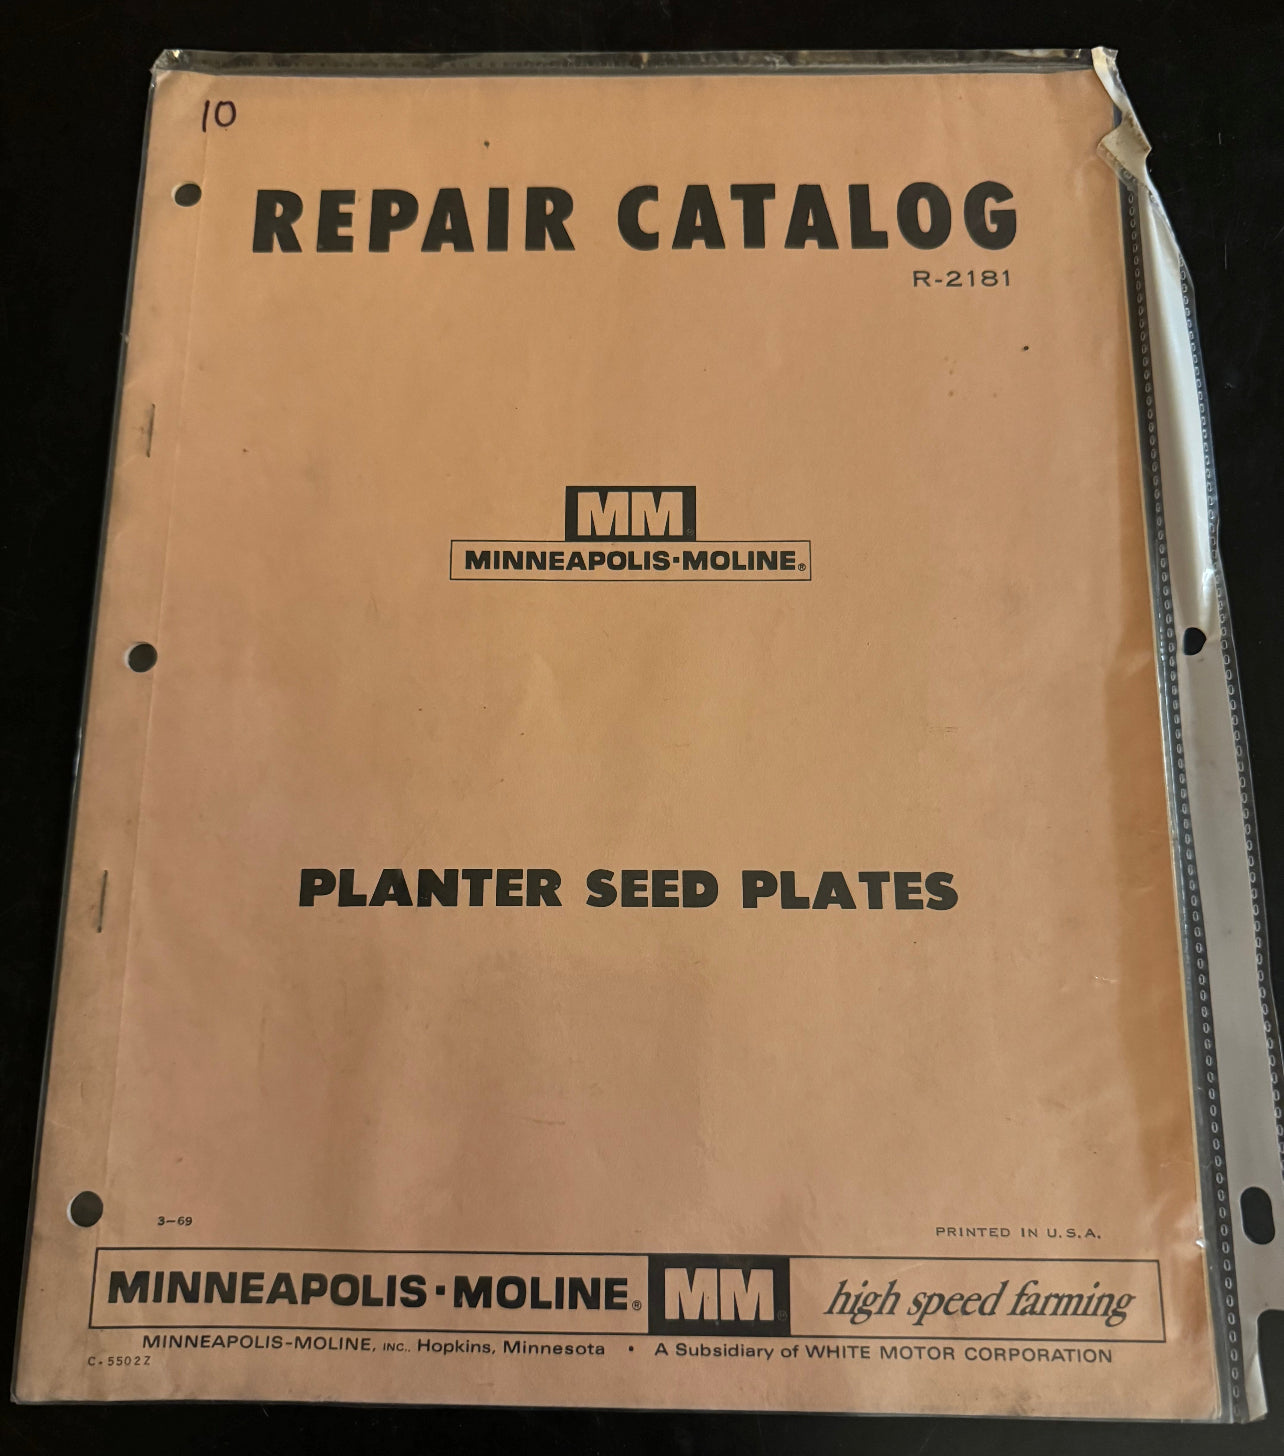 10
REPAIR CATALOG
R-2181
MM
MINNEAPOLIS-MOLINE®
PLANTER SEED PLATES
3-69
PRINTED IN U.S.A.
MINNEAPOLIS-MOLINE® MM® high speed farming
MINNEAPOLIS-MOLINE, INC., Hopkins, Minnesota • A Subsidiary of WHITE MOTOR CORPORATION
C-5502Z